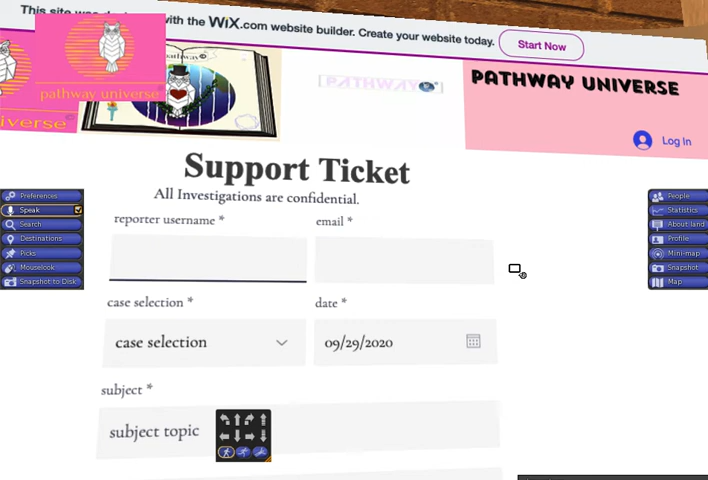 This site was designed with the WiX.com website builder. Create your website today.
Start Now
pathway universe
iverse
PATHWAY
PATHWAY UNIVERSE
Log In
Support Ticket
All Investigations are confidential.
reporter username *
email *
case selection *
date *
case selection
09/29/2020
subject *
subject topic
Preferences
Speak
Search
Destinations
Picks
Mouselook
Snapshot to Disk
People
Statistics
About land
Profile
Mini-map
Snapshot
Map